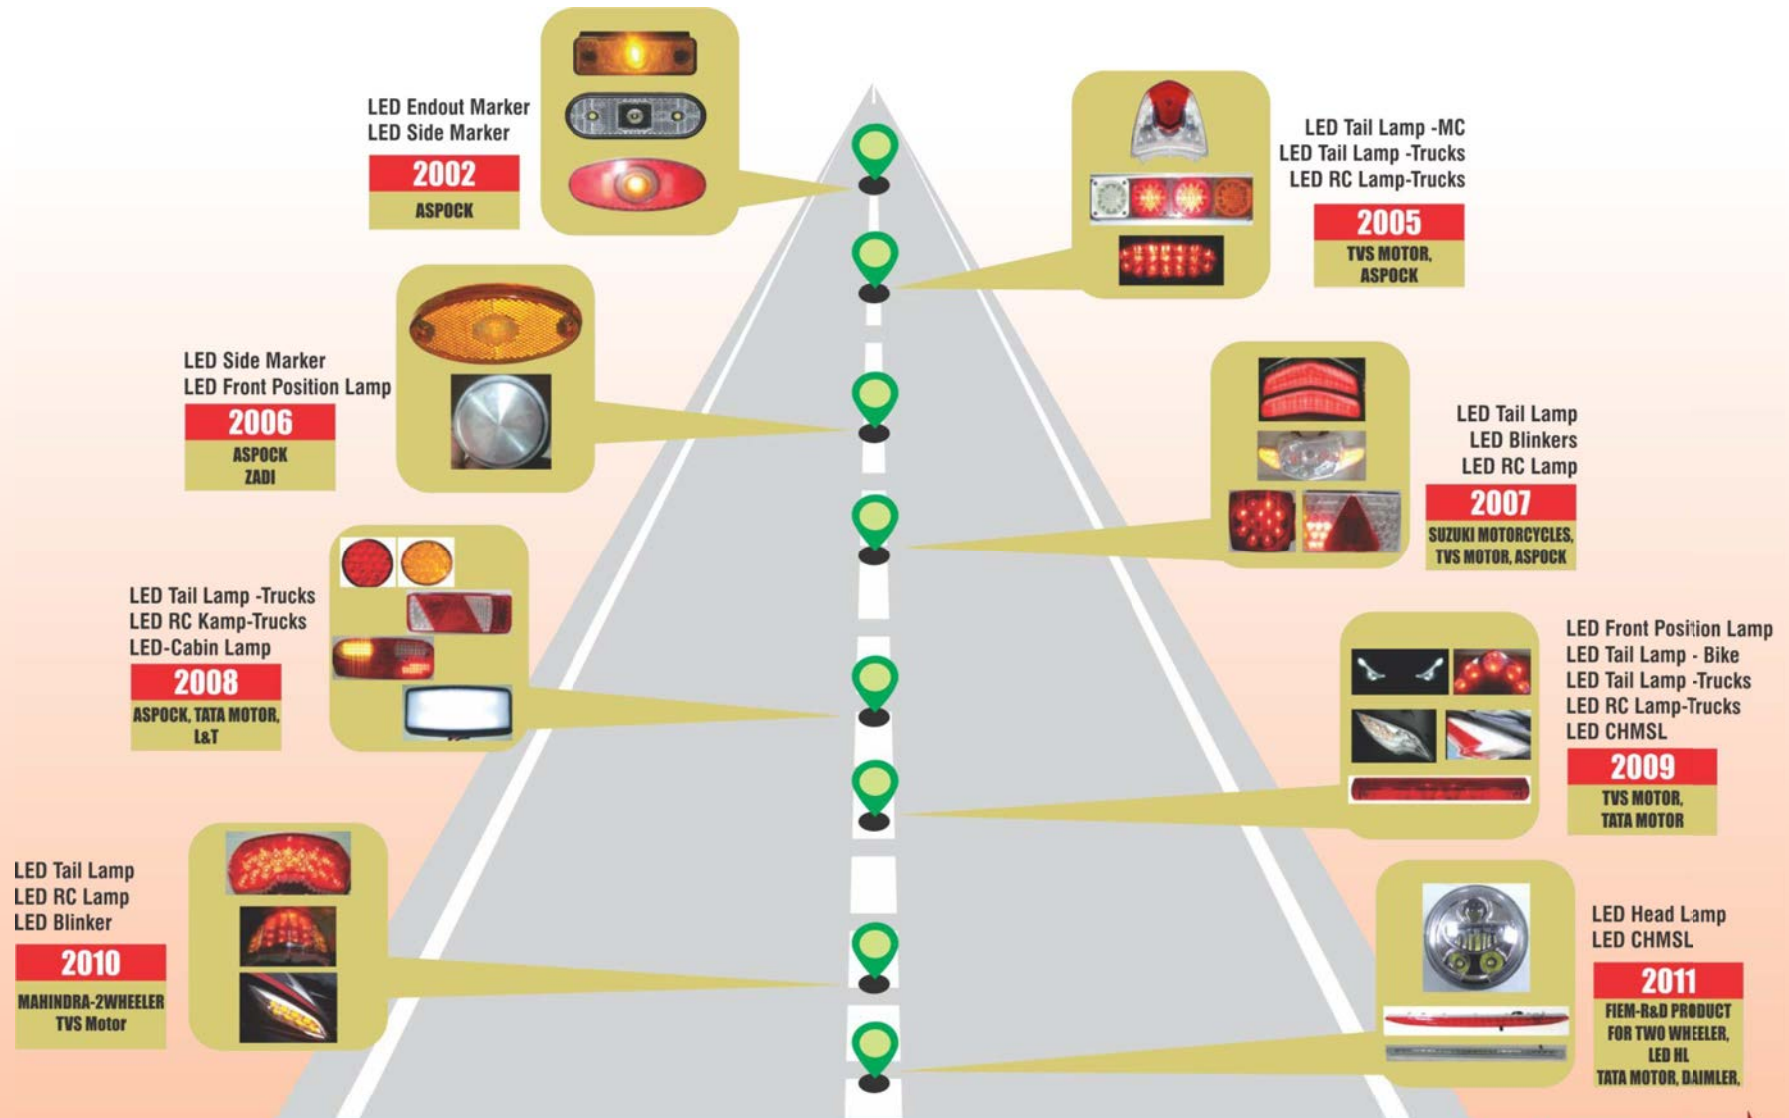 LED Endout Marker
LED Side Marker
2002
ASPOCK
LED Tail Lamp -MC
LED Tail Lamp -Trucks
LED RC Lamp-Trucks
2005
TVS MOTOR,
ASPOCK
LED Side Marker
LED Front Position Lamp
2006
ASPOCK
ZADI
LED Tail Lamp
LED Blinkers
LED RC Lamp
2007
SUZUKI MOTORCYCLES,
TVS MOTOR, ASPOCK
LED Tail Lamp -Trucks
LED RC Kamp-Trucks
LED-Cabin Lamp
2008
ASPOCK, TATA MOTOR,
L&T
LED Front Position Lamp
LED Tail Lamp - Bike
LED Tail Lamp -Trucks
LED RC Lamp-Trucks
LED CHMSL
2009
TVS MOTOR,
TATA MOTOR
LED Tail Lamp
LED RC Lamp
LED Blinker
2010
MAHINDRA-2WHEELER
TVS Motor
LED Head Lamp
LED CHMSL
2011
FIEM-R&D PRODUCT
FOR TWO WHEELER,
LED HL
TATA MOTOR, DAIMLER,